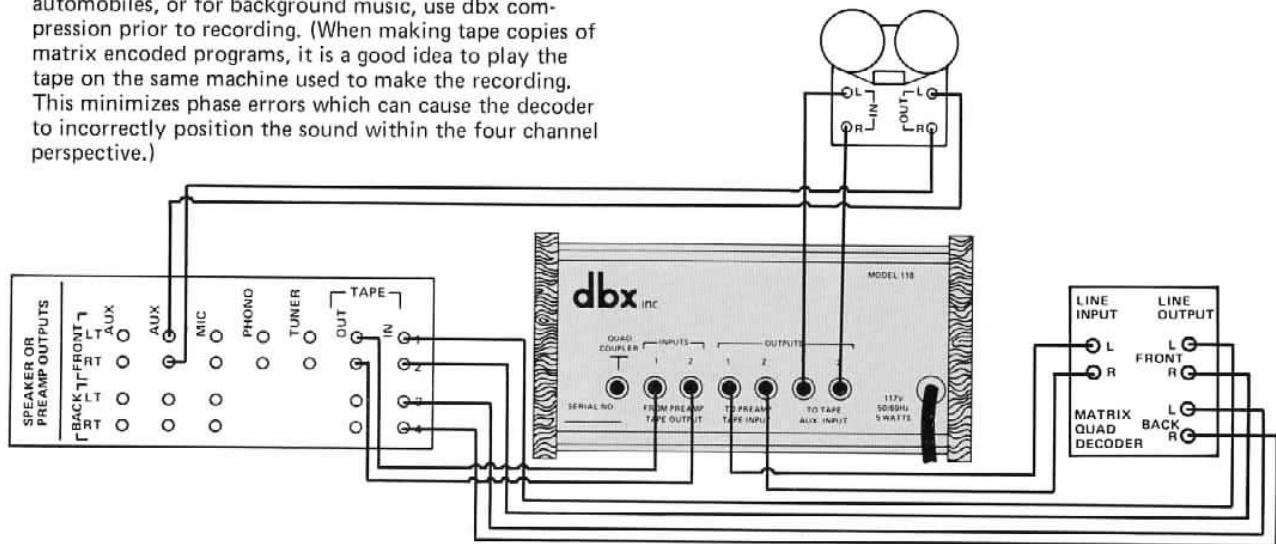 automobiles, or for background music, use dbx com-
pression prior to recording. (When making tape copies of
matrix encoded programs, it is a good idea to play the
tape on the same machine used to make the recording.
This minimizes phase errors which can cause the decoder
to incorrectly position the sound within the four channel
perspective.)
L IN OUT L
R R
SPEAKER OR
PREAMP OUTPUTS
FRONT
BACK
LT
RT
LT
RT
AUX
AUX
MIC
PHONO
TUNER
TAPE
OUT
IN
1
2
3
4
dbx inc
MODEL 118
QUAD
COUPLER
INPUTS
OUTPUTS
1 2 1 2
SERIAL NO.
FROM PREAMP
TAPE OUTPUT
TO PREAMP
TAPE INPUT
TO TAPE
AUX. INPUT
117V
50/60Hz
5 WATTS
LINE
INPUT
LINE
OUTPUT
L
R
L
FRONT
R
MATRIX
QUAD
DECODER
L
BACK
R